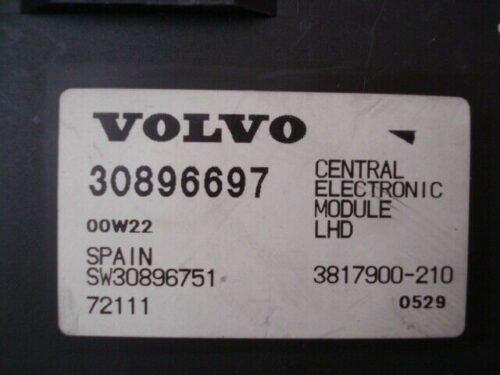 VOLVO
30896697
00W22
SPAIN
SW30896751
72111
CENTRAL
ELECTRONIC
MODULE
LHD
3817900-210
0529